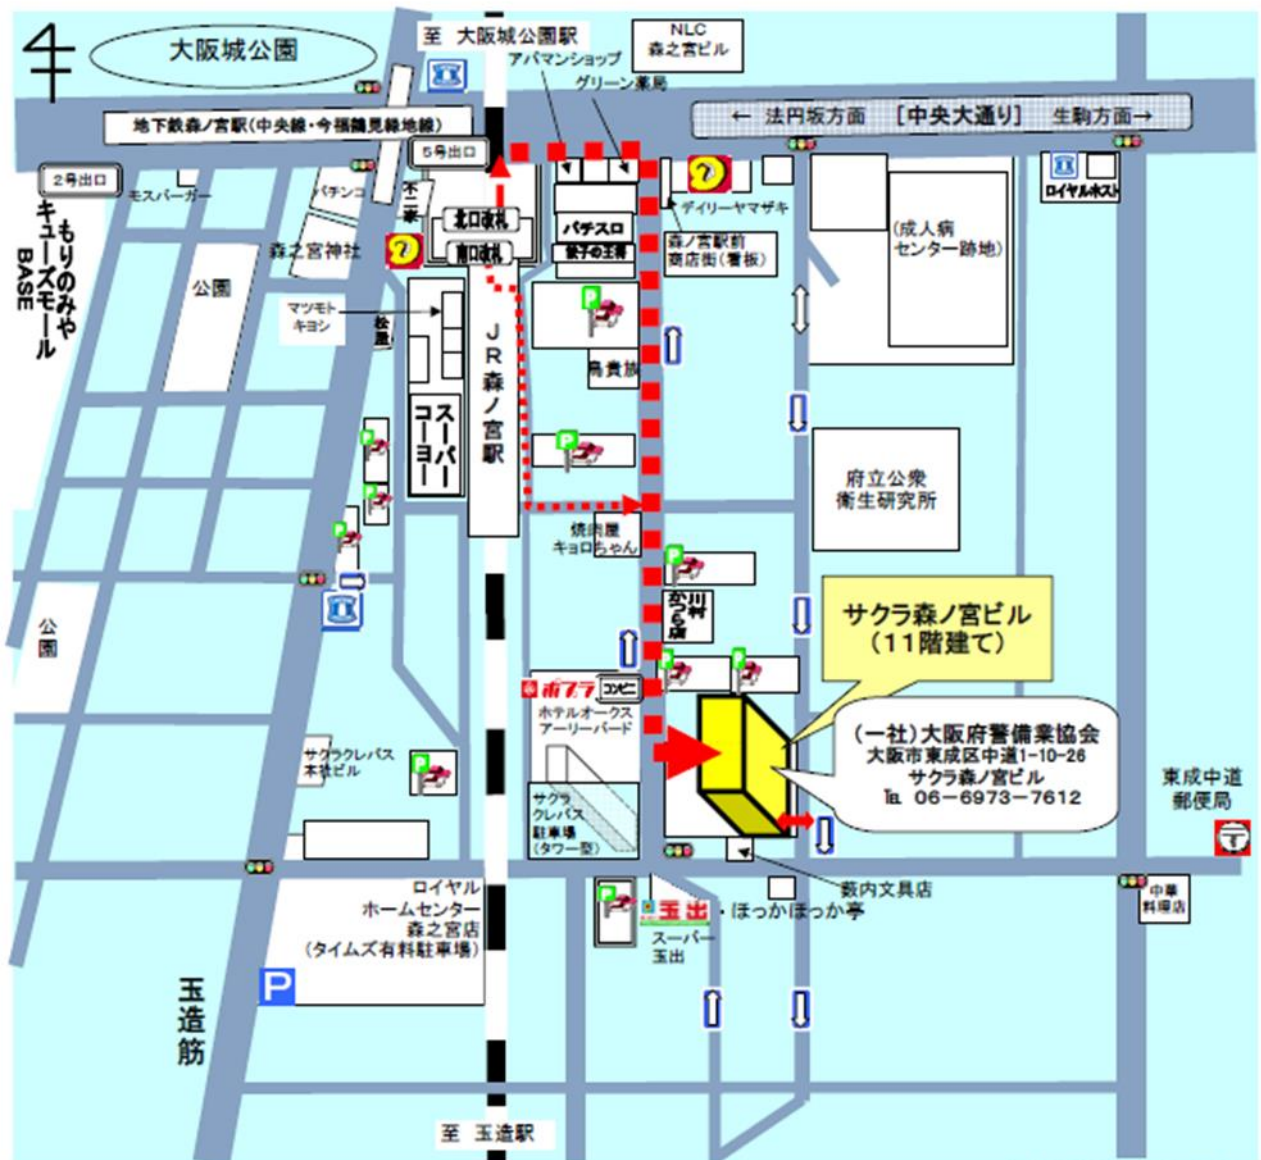 大阪城公園
至 大阪城公園駅
アパマンショップ
グリーン薬局
NLC
森之宮ビル
← 法円坂方面 [中央大通り] 生駒方面→
地下鉄森ノ宮駅(中央線・今福鶴見緑地線)
5号出口
2号出口
モスバーガー
パチンコ
不二家
北口改札
南口改札
パチスロ
餃子の王将
デイリーヤマザキ
森ノ宮駅前
商店街(看板)
(成人病
センター跡地)
ロイヤルホスト
もりのみや
キューズモール
BASE
森之宮神社
公園
マツモト
キヨシ
松屋
JR森ノ宮駅
スーパー
コーヨー
鳥貴族
府立公衆
衛生研究所
焼肉屋
キョロちゃん
川村
かつら店
サクラ森ノ宮ビル
(11階建て)
公園
ポプラ
コンビニ
ホテルオークス
アーリーバード
(一社)大阪府警備業協会
大阪市東成区中道1-10-26
サクラ森ノ宮ビル
℡ 06-6973-7612
サクラクレパス
本社ビル
サクラ
クレパス
駐車場
(タワー型)
東成中道
郵便局
薮内文具店
ロイヤル
ホームセンター
森之宮店
(タイムズ有料駐車場)
P
玉出
・ほっかほっか亭
スーパー
玉出
中華
料理店
玉造筋
至 玉造駅